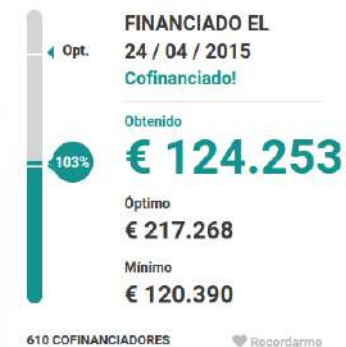 FINANCIADO EL
Opt.
24 / 04 / 2015
Cofinanciado!
Obtenido
103%
€ 124.253
Óptimo
€ 217.268
Mínimo
€ 120.390
610 COFINANCIADORES
Recordarme